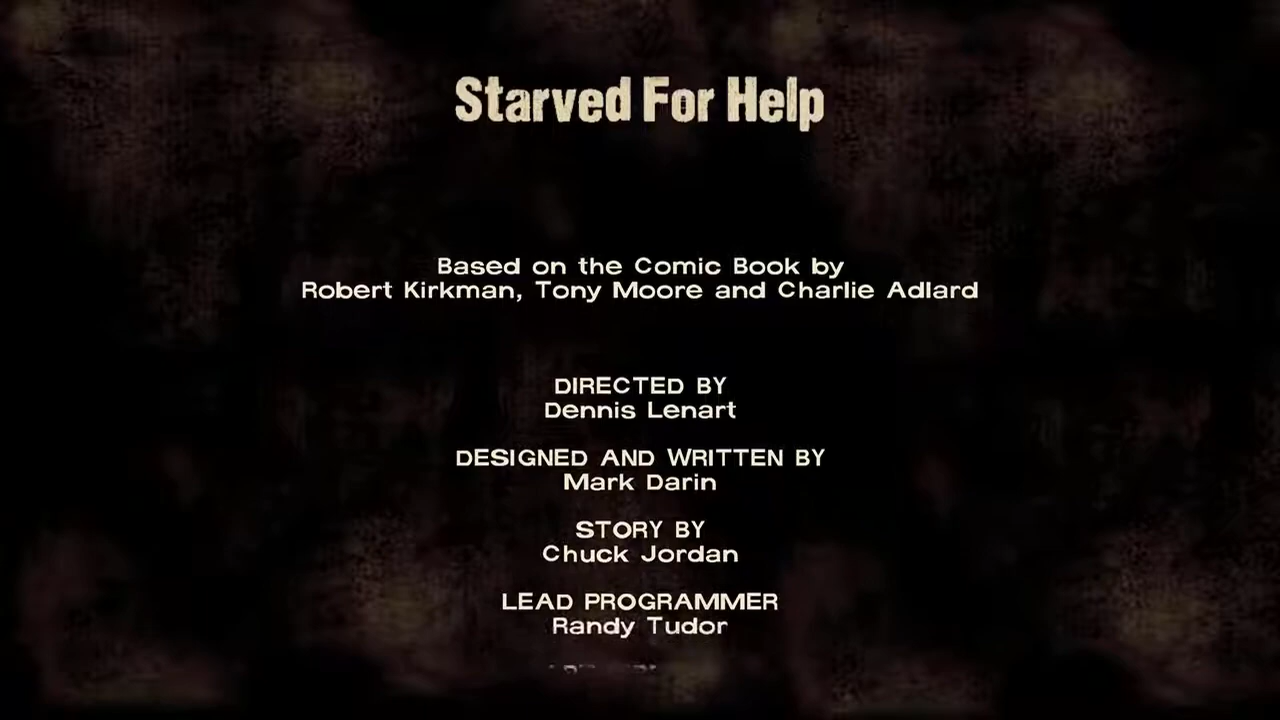 Starved For Help
Based on the Comic Book by
Robert Kirkman, Tony Moore and Charlie Adlard
DIRECTED BY
Dennis Lenart
DESIGNED AND WRITTEN BY
Mark Darin
STORY BY
Chuck Jordan
LEAD PROGRAMMER
Randy Tudor